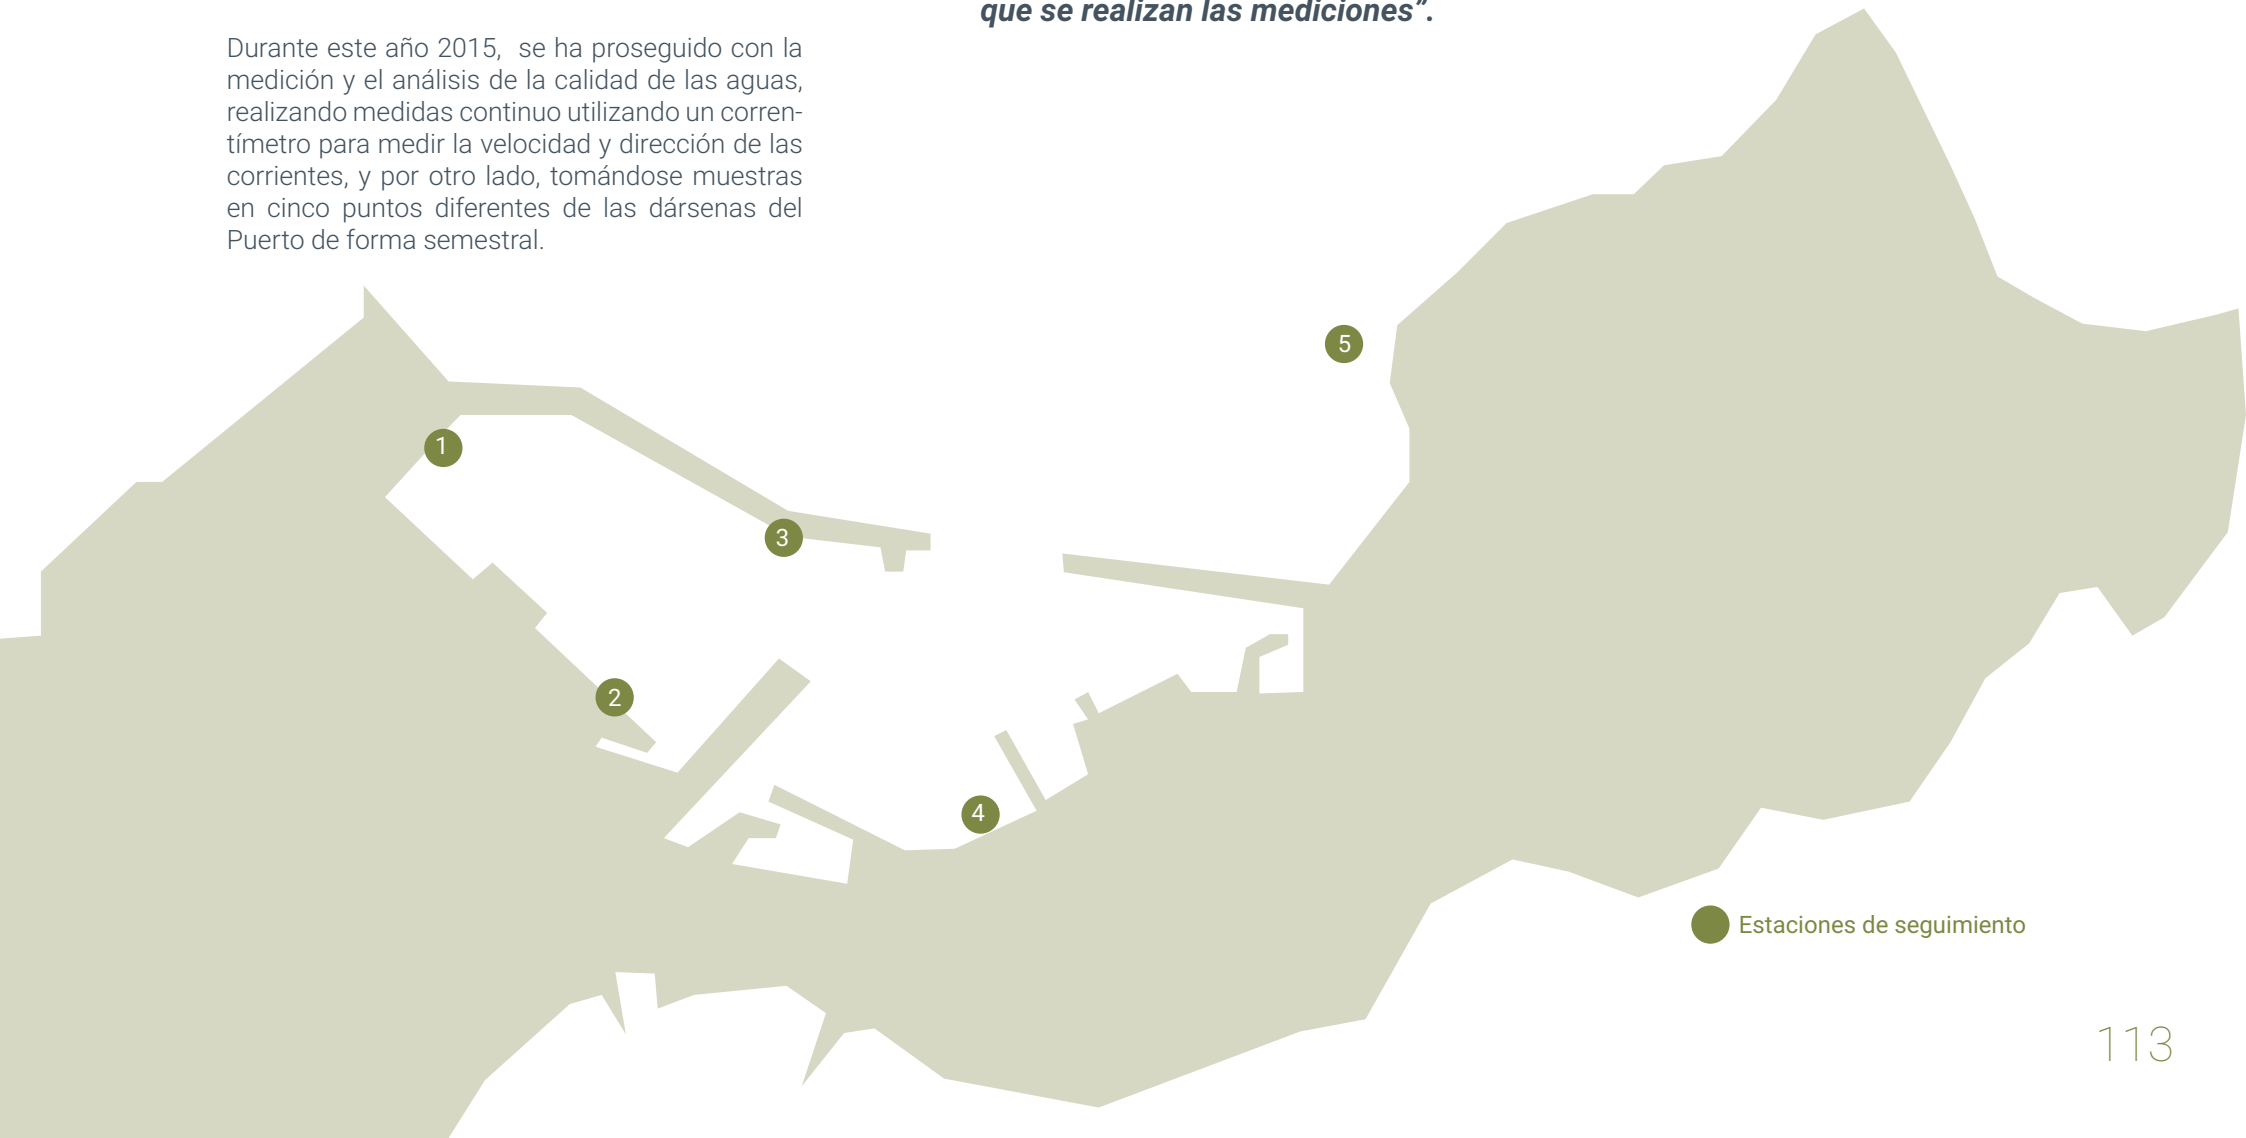 que se realizan las mediciones”.
Durante este año 2015, se ha proseguido con la
medición y el análisis de la calidad de las aguas,
realizando medidas continuo utilizando un corren-
tímetro para medir la velocidad y dirección de las
corrientes, y por otro lado, tomándose muestras
en cinco puntos diferentes de las dársenas del
Puerto de forma semestral.
5
1
3
2
4
Estaciones de seguimiento
113